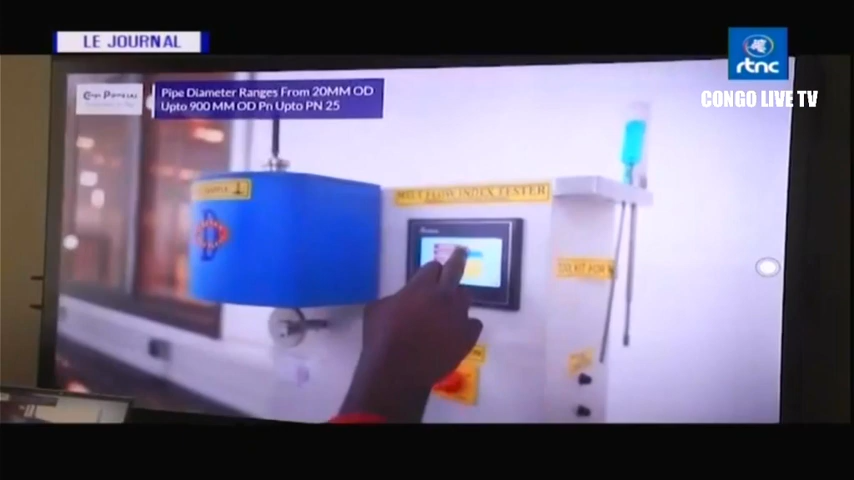 LE JOURNAL
rtnc
CONGO LIVE TV
Pipe Diameter Ranges From 20MM OD
Upto 900 MM OD Pn Upto PN 25
MELT FLOW INDEX TESTER